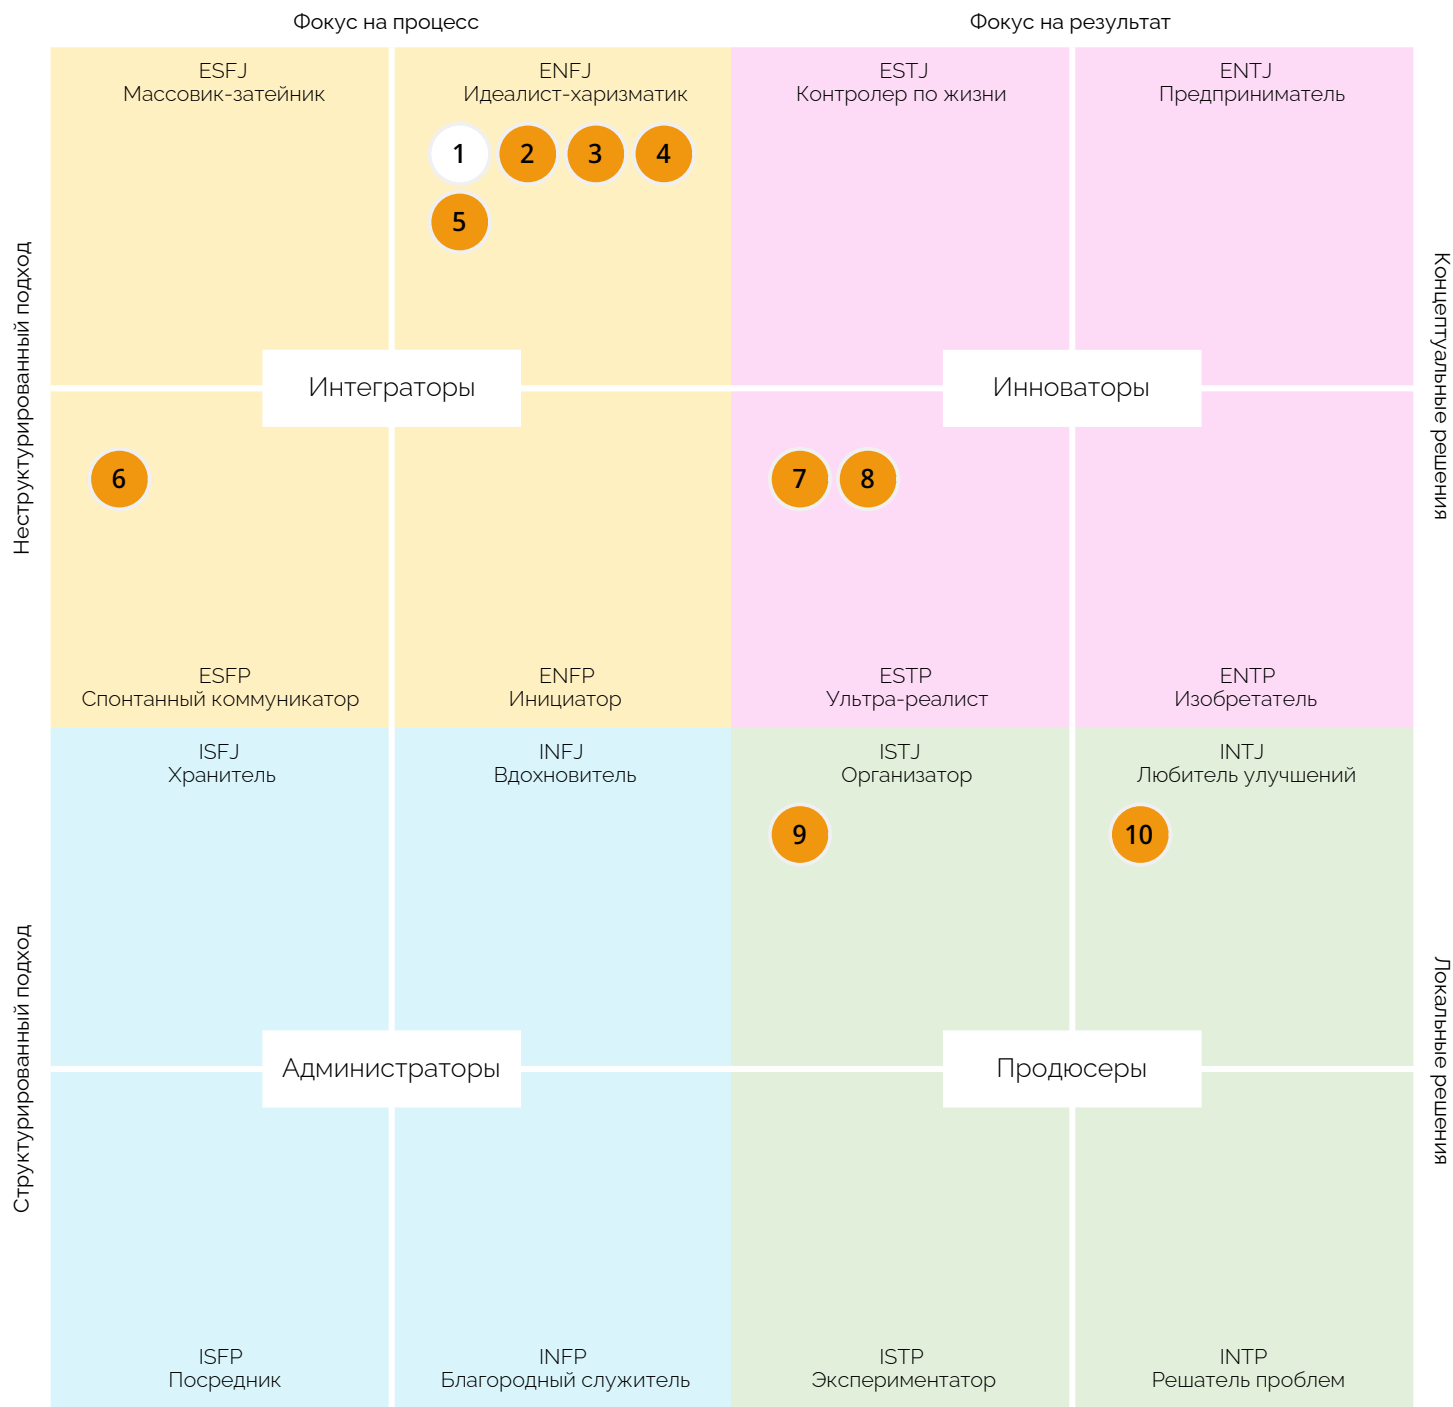 Фокус на процесс
Фокус на результат
ESFJ
Массовик-затейник
ENFJ
Идеалист-харизматик
ESTJ
Контролер по жизни
ENTJ
Предприниматель
1
2
3
4
5
Неструктурированный подход
Концептуальные решения
Интеграторы
Инноваторы
6
7
8
ESFP
Спонтанный коммуникатор
ENFP
Инициатор
ESTP
Ультра-реалист
ENTP
Изобретатель
ISFJ
Хранитель
INFJ
Вдохновитель
ISTJ
Организатор
INTJ
Любитель улучшений
9
10
Структурированный подход
Локальные решения
Администраторы
Продюсеры
ISFP
Посредник
INFP
Благородный служитель
ISTP
Экспериментатор
INTP
Решатель проблем